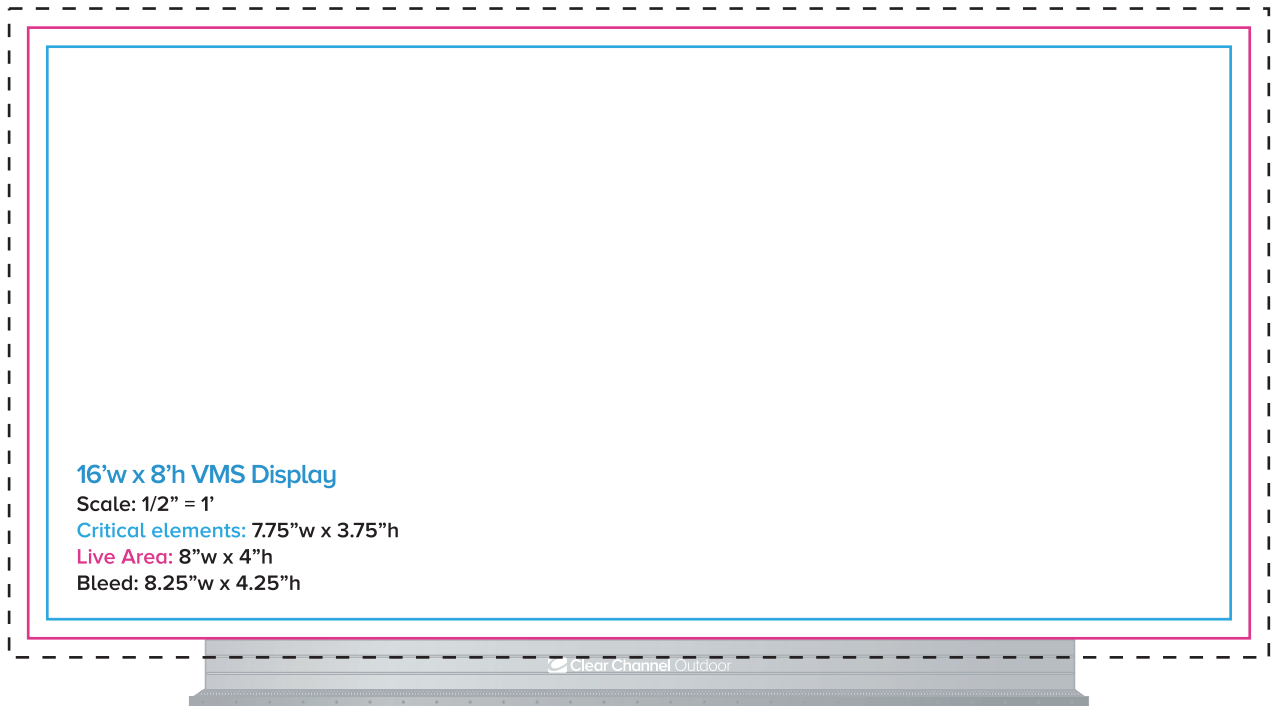 16’w x 8’h VMS Display
Scale: 1/2” = 1’
Critical elements: 7.75”w x 3.75”h
Live Area: 8”w x 4”h
Bleed: 8.25”w x 4.25”h
Clear Channel Outdoor